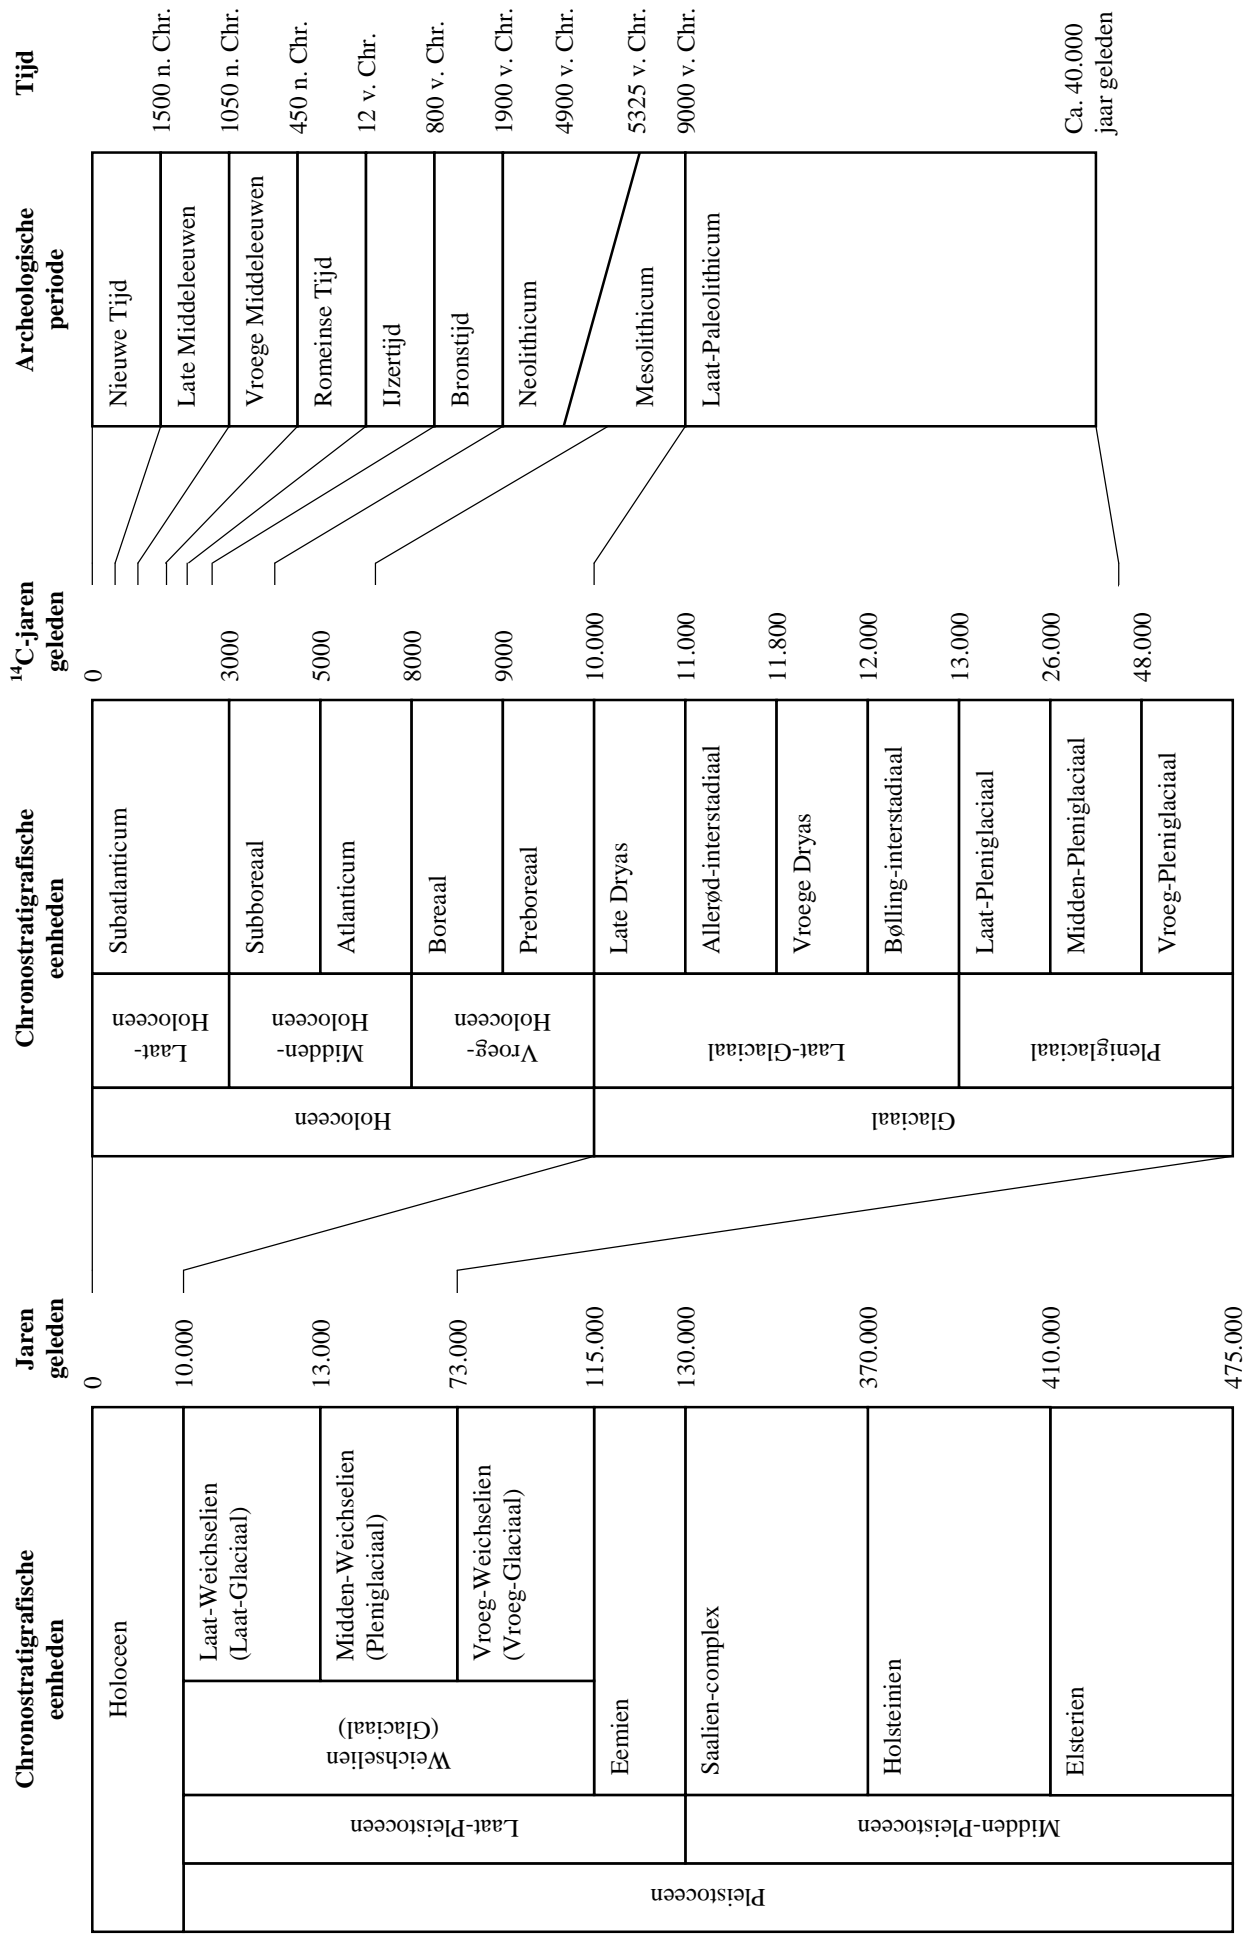 Chronostratigrafische
eenheden
Jaren
geleden
Chronostratigrafische
eenheden
14C-jaren
geleden
Archeologische
periode
Tijd
Holoceen
Pleistoceen
Laat-Pleistoceen
Midden-Pleistoceen
Weichselien
(Glaciaal)
Laat-Weichselien
(Laat-Glaciaal)
Midden-Weichselien
(Pleniglaciaal)
Vroeg-Weichselien
(Vroeg-Glaciaal)
Eemien
Saalien-complex
Holsteinien
Elsterien
0
10.000
13.000
73.000
115.000
130.000
370.000
410.000
475.000
Holoceen
Glaciaal
Laat-
Holoceen
Midden-
Holoceen
Vroeg-
Holoceen
Laat-Glaciaal
Pleniglaciaal
Subatlanticum
Subboreaal
Atlanticum
Boreaal
Preboreaal
Late Dryas
Allerød-interstadiaal
Vroege Dryas
Bølling-interstadiaal
Laat-Pleniglaciaal
Midden-Pleniglaciaal
Vroeg-Pleniglaciaal
0
3000
5000
8000
9000
10.000
11.000
11.800
12.000
13.000
26.000
48.000
Nieuwe Tijd
Late Middeleeuwen
Vroege Middeleeuwen
Romeinse Tijd
IJzertijd
Bronstijd
Neolithicum
Mesolithicum
Laat-Paleolithicum
1500 n. Chr.
1050 n. Chr.
450 n. Chr.
12 v. Chr.
800 v. Chr.
1900 v. Chr.
4900 v. Chr.
5325 v. Chr.
9000 v. Chr.
Ca. 40.000
jaar geleden